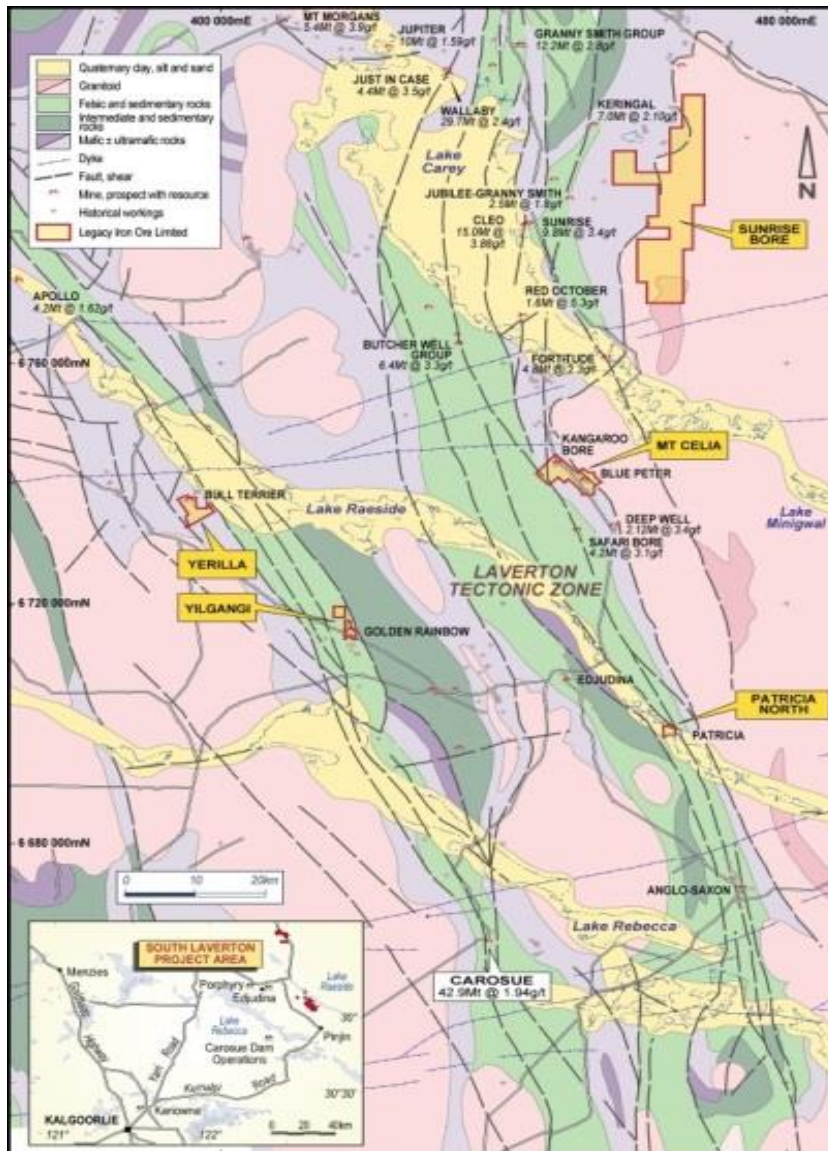 400 000mE
480 000mE
MT MORGANS
5.4Mt @ 3.9g/t
JUPITER
10Mt @ 1.59g/t
GRANNY SMITH GROUP
12.2Mt @ 2.8g/t
Quaternary clay, silt and sand
Granitoid
Felsic and sedimentary rocks
Intermediate and sedimentary
rocks
Mafic ± ultramafic rocks
Dyke
Fault, shear
Mine, prospect with resource
Historical workings
Legacy Iron Ore Limited
JUST IN CASE
4.4Mt @ 3.5g/t
WALLABY
29.7Mt @ 2.4g/t
KERINGAL
7.0Mt @ 2.10g/t
Lake
Carey
N
JUBILEE-GRANNY SMITH
2.5Mt @ 1.8g/t
CLEO
15.0Mt @
3.88g/t
SUNRISE
9.8Mt @ 3.4g/t
SUNRISE
BORE
APOLLO
4.2Mt @ 1.62g/t
RED OCTOBER
1.6Mt @ 5.3g/t
BUTCHER WELL
GROUP
6.4Mt @ 3.3g/t
FORTITUDE
4.8Mt @ 2.3g/t
6 760 000mN
KANGAROO
BORE
MT CELIA
BLUE PETER
BULL TERRIER
Lake Raeside
Lake
Minigwal
DEEP WELL
2.12Mt @ 3.4g/t
SAFARI BORE
4.2Mt @ 3.1g/t
YERILLA
LAVERTON
TECTONIC ZONE
6 720 000mN
YILGANGI
GOLDEN RAINBOW
EDJUDINA
PATRICIA
NORTH
PATRICIA
6 680 000mN
0 10 20km
ANGLO-SAXON
Lake Rebecca
CAROSUE
42.9Mt @ 1.94g/t
SOUTH LAVERTON
PROJECT AREA
Menzies
Porphyry
Edjudina
Lake
Raeside
Goldfields
Highway
Lake
Rebecca
30°
Pinjin
Yarri Road
Carosue Dam
Operations
Kurnalpi
Road
Kanowna
30°30'
KALGOORLIE
121°
122°
0 20 40km